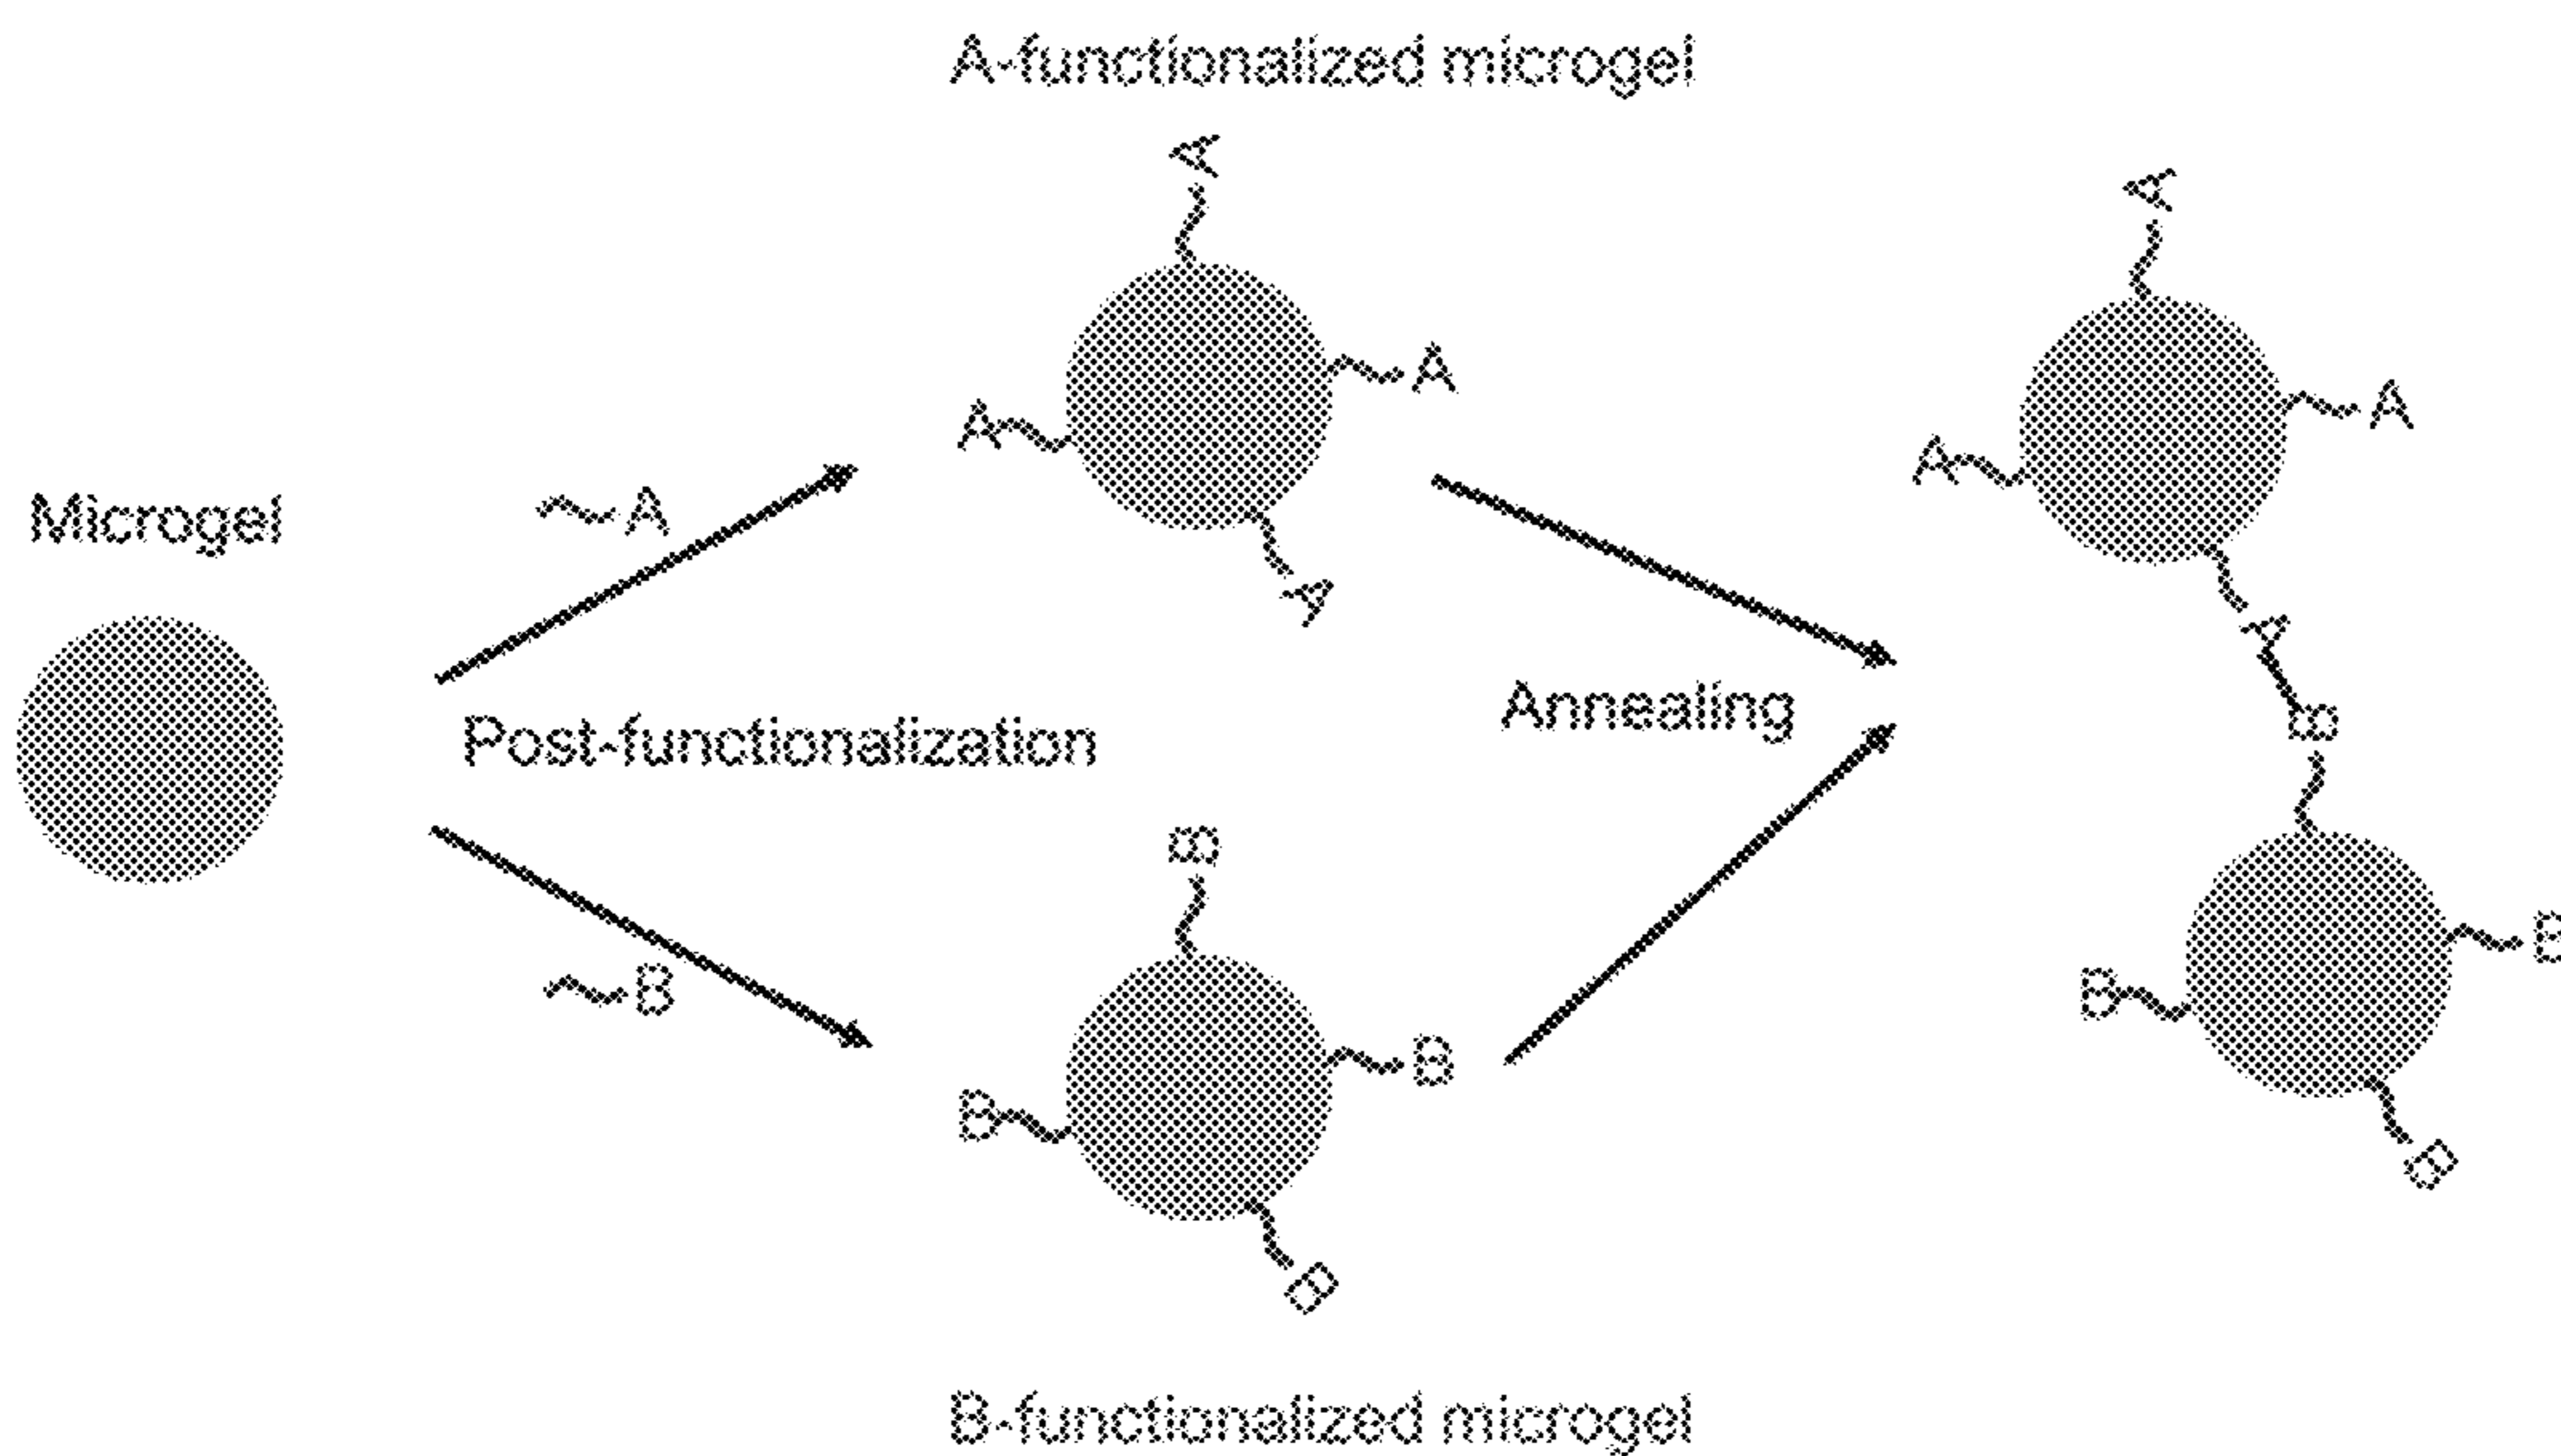 A-functionalized microgel
A
A
A
A
Microgel
A
Post-functionalization
B
B
B
B
B
B-functionalized microgel
Annealing
A
A
A
A
B
B
B
B